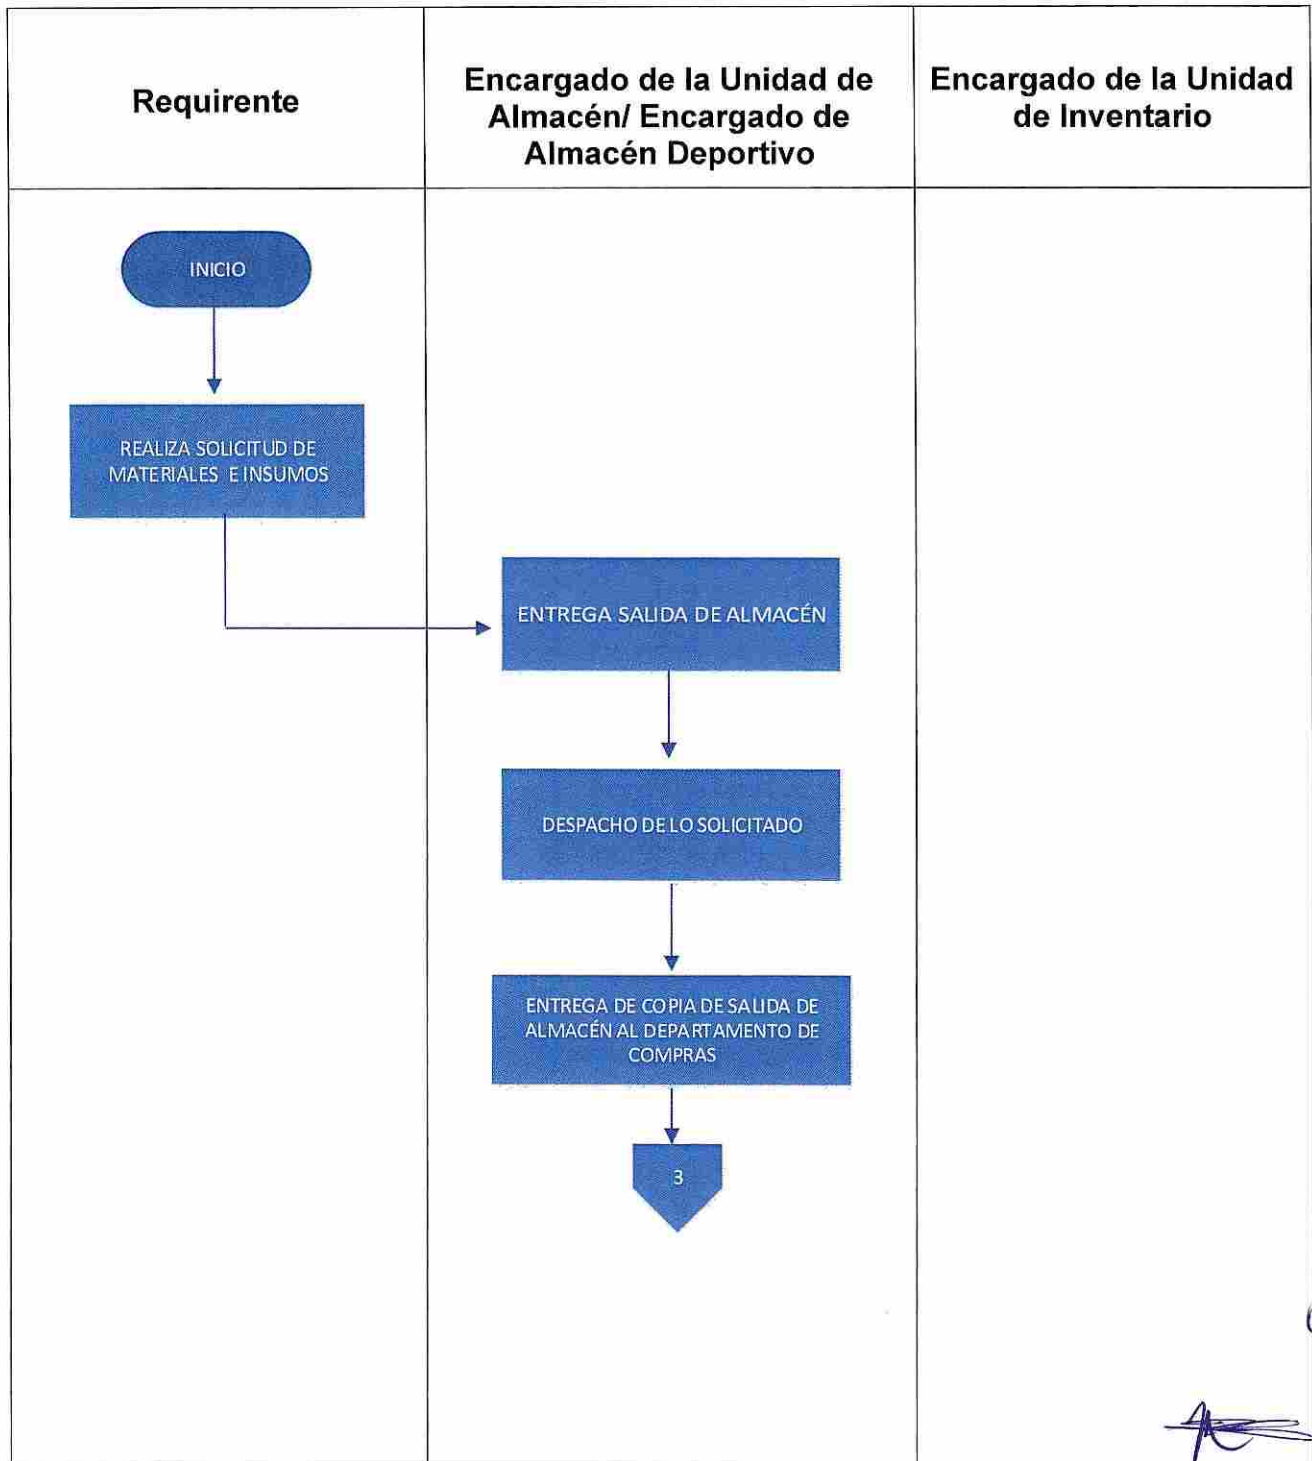 Requirente
Encargado de la Unidad de
Almacén/ Encargado de
Almacén Deportivo
Encargado de la Unidad
de Inventario
INICIO
REALIZA SOLICITUD DE
MATERIALES E INSUMOS
ENTREGA SALIDA DE ALMACÉN
DESPACHO DE LO SOLICITADO
ENTREGA DE COPIA DE SALIDA DE
ALMACÉN AL DEPARTAMENTO DE
COMPRAS
3